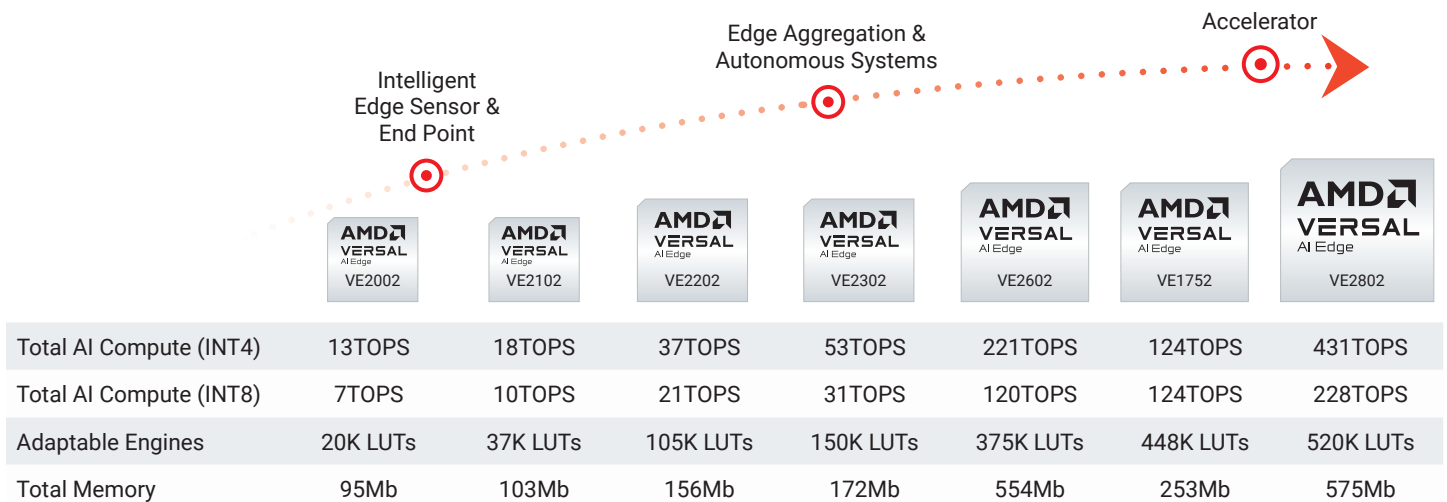 Accelerator
Edge Aggregation &
Autonomous Systems
Intelligent
Edge Sensor &
End Point
AMD
VERSAL
AI Edge
VE2002
AMD
VERSAL
AI Edge
VE2102
AMD
VERSAL
AI Edge
VE2202
AMD
VERSAL
AI Edge
VE2302
AMD
VERSAL
AI Edge
VE2602
AMD
VERSAL
AI Edge
VE1752
AMD
VERSAL
AI Edge
VE2802
Total AI Compute (INT4) 13TOPS 18TOPS 37TOPS 53TOPS 221TOPS 124TOPS 431TOPS
Total AI Compute (INT8) 7TOPS 10TOPS 21TOPS 31TOPS 120TOPS 124TOPS 228TOPS
Adaptable Engines 20K LUTs 37K LUTs 105K LUTs 150K LUTs 375K LUTs 448K LUTs 520K LUTs
Total Memory 95Mb 103Mb 156Mb 172Mb 554Mb 253Mb 575Mb